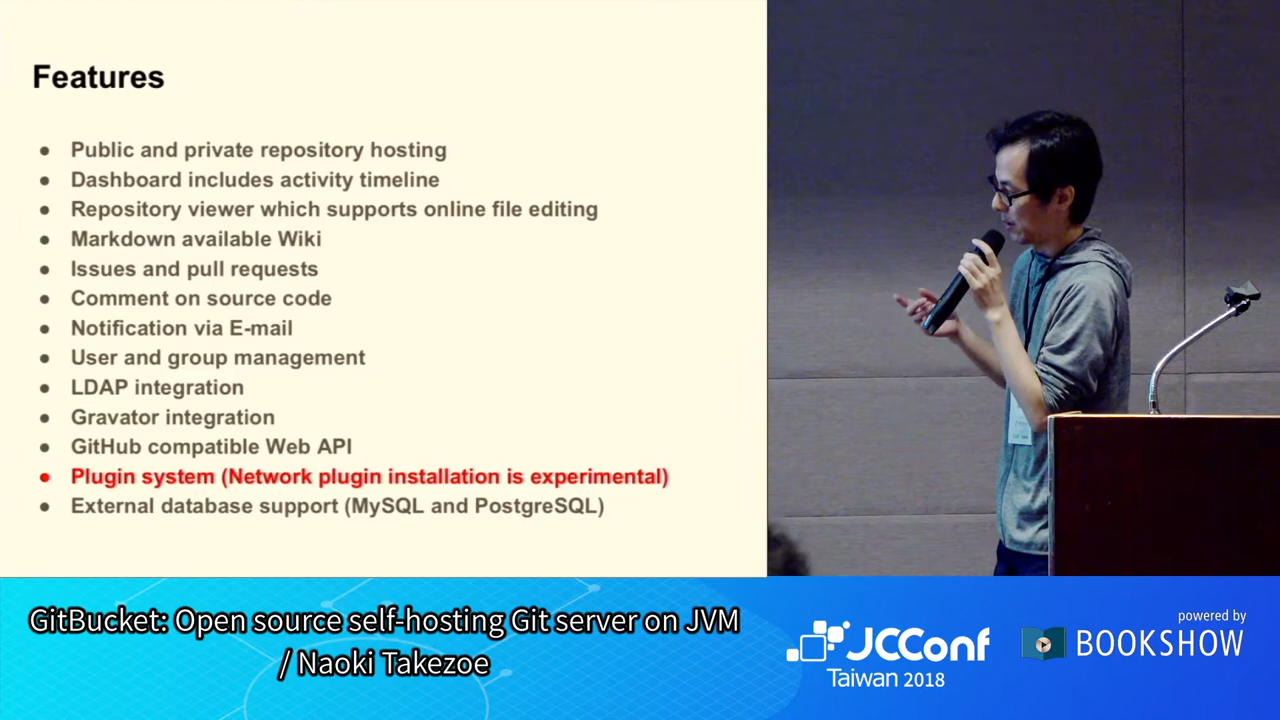 Features
● Public and private repository hosting
● Dashboard includes activity timeline
● Repository viewer which supports online file editing
● Markdown available Wiki
● Issues and pull requests
● Comment on source code
● Notification via E-mail
● User and group management
● LDAP integration
● Gravator integration
● GitHub compatible Web API
● Plugin system (Network plugin installation is experimental)
● External database support (MySQL and PostgreSQL)
GitBucket: Open source self-hosting Git server on JVM
/ Naoki Takezoe
JCConf
Taiwan 2018
powered by
BOOKSHOW